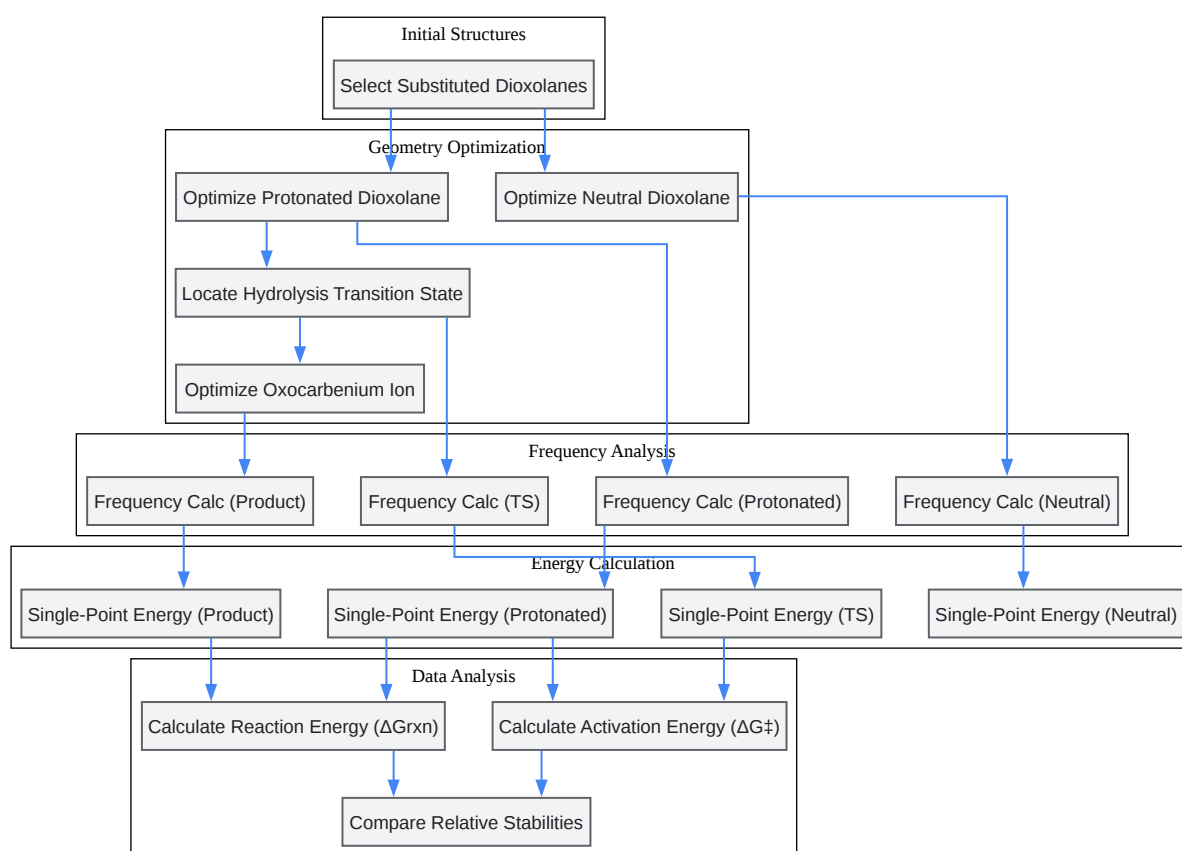 Initial Structures
Select Substituted Dioxolanes
Geometry Optimization
Optimize Protonated Dioxolane
Optimize Neutral Dioxolane
Locate Hydrolysis Transition State
Optimize Oxocarbenium Ion
Frequency Analysis
Frequency Calc (Product)
Frequency Calc (TS)
Frequency Calc (Protonated)
Frequency Calc (Neutral)
Energy Calculation
Single-Point Energy (Product)
Single-Point Energy (Protonated)
Single-Point Energy (TS)
Single-Point Energy (Neutral)
Data Analysis
Calculate Reaction Energy (ΔGrxn)
Calculate Activation Energy (ΔG‡)
Compare Relative Stabilities